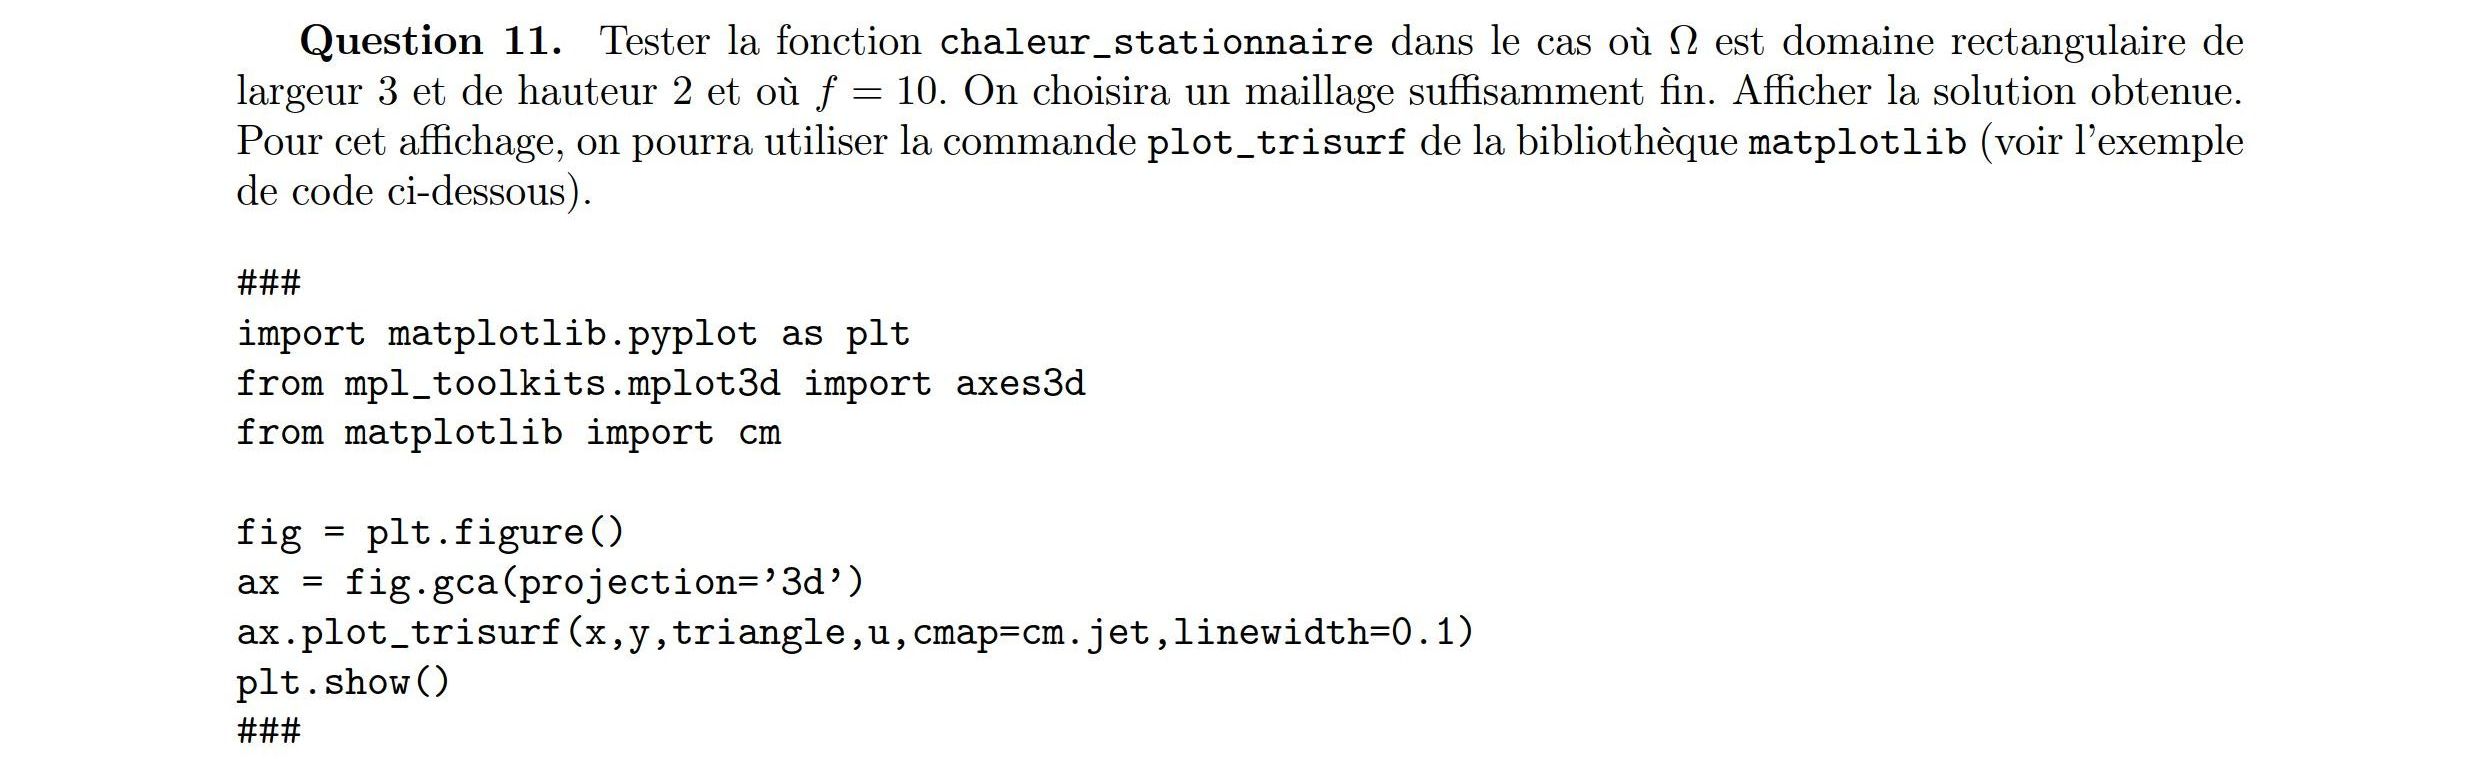 Question 11. Tester la fonction chaleur_stationnaire dans le cas où Ω est domaine rectangulaire de
largeur 3 et de hauteur 2 et où f = 10. On choisira un maillage suffisamment fin. Afficher la solution obtenue.
Pour cet affichage, on pourra utiliser la commande plot_trisurf de la bibliothèque matplotlib (voir l’exemple
de code ci-dessous).
###
import matplotlib.pyplot as plt
from mpl_toolkits.mplot3d import axes3d
from matplotlib import cm
fig = plt.figure()
ax = fig.gca(projection=’3d’)
ax.plot_trisurf(x,y,triangle,u,cmap=cm.jet,linewidth=0.1)
plt.show()
###